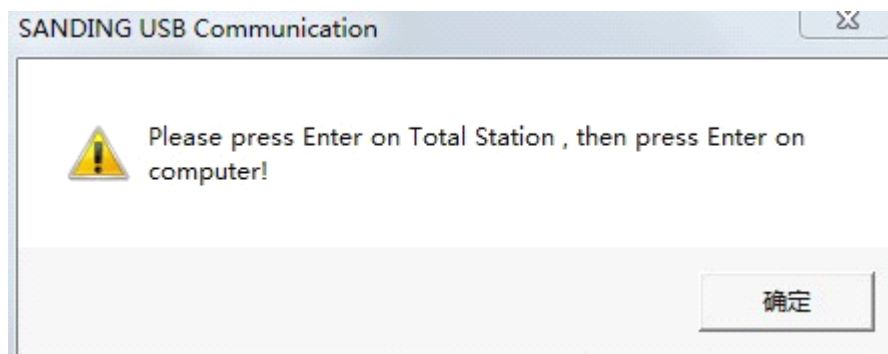 SANDING USB Communication
Please press Enter on Total Station , then press Enter on
computer!
确定